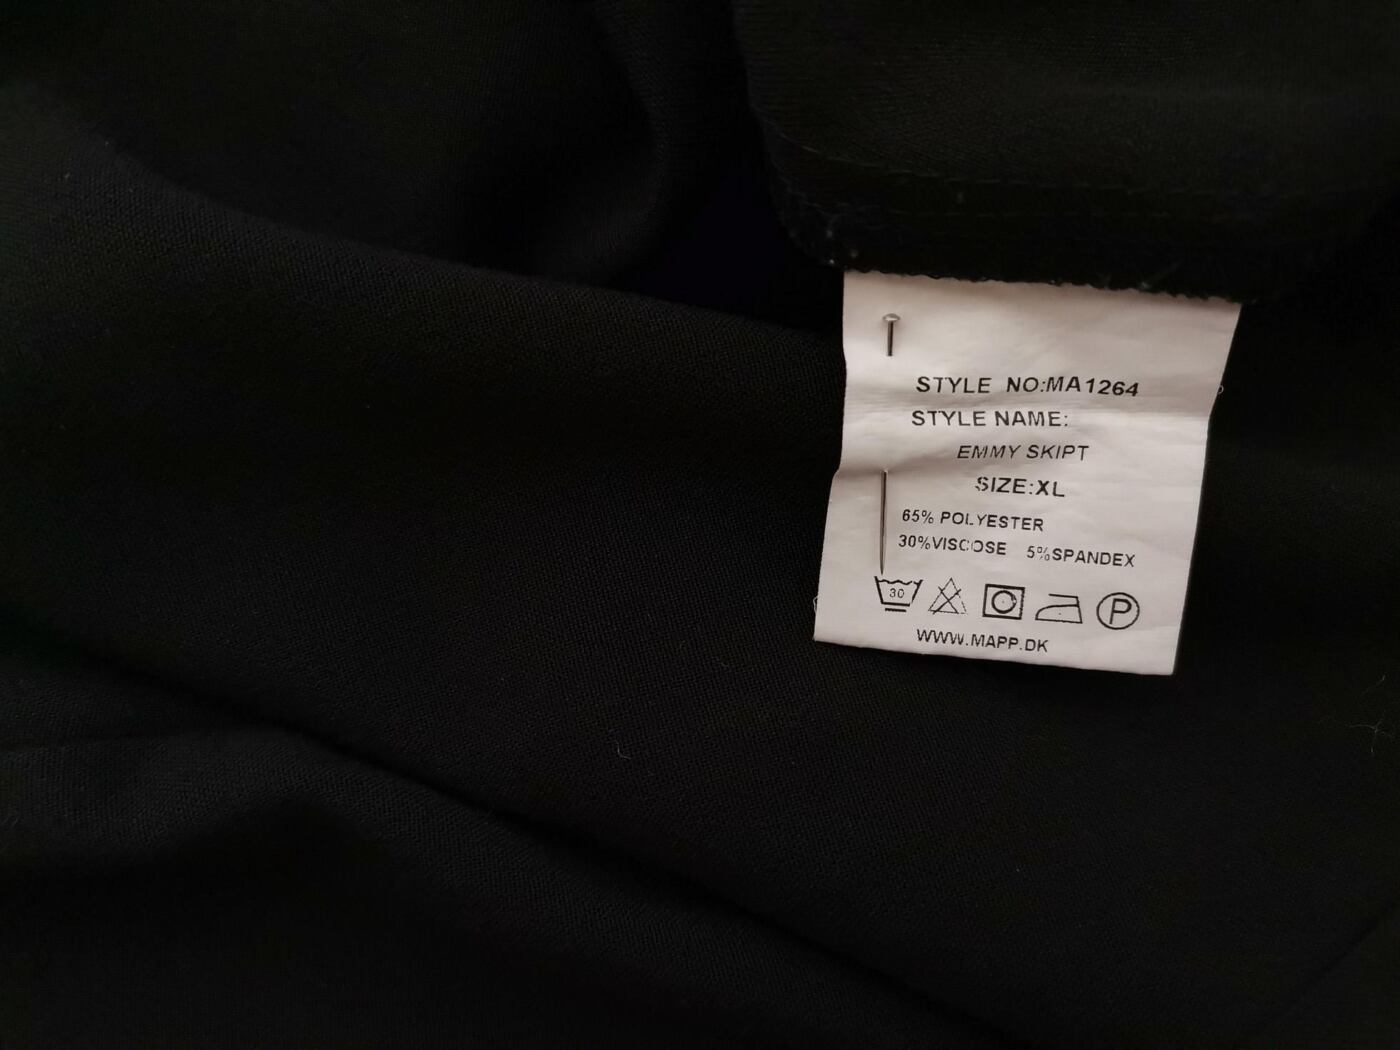 STYLE NO:MA1264
STYLE NAME:
EMMY SKIPT
SIZE:XL
65% POLYESTER
30%VISCOSE 5%SPANDEX
30
P
WWW.MAPP.DK